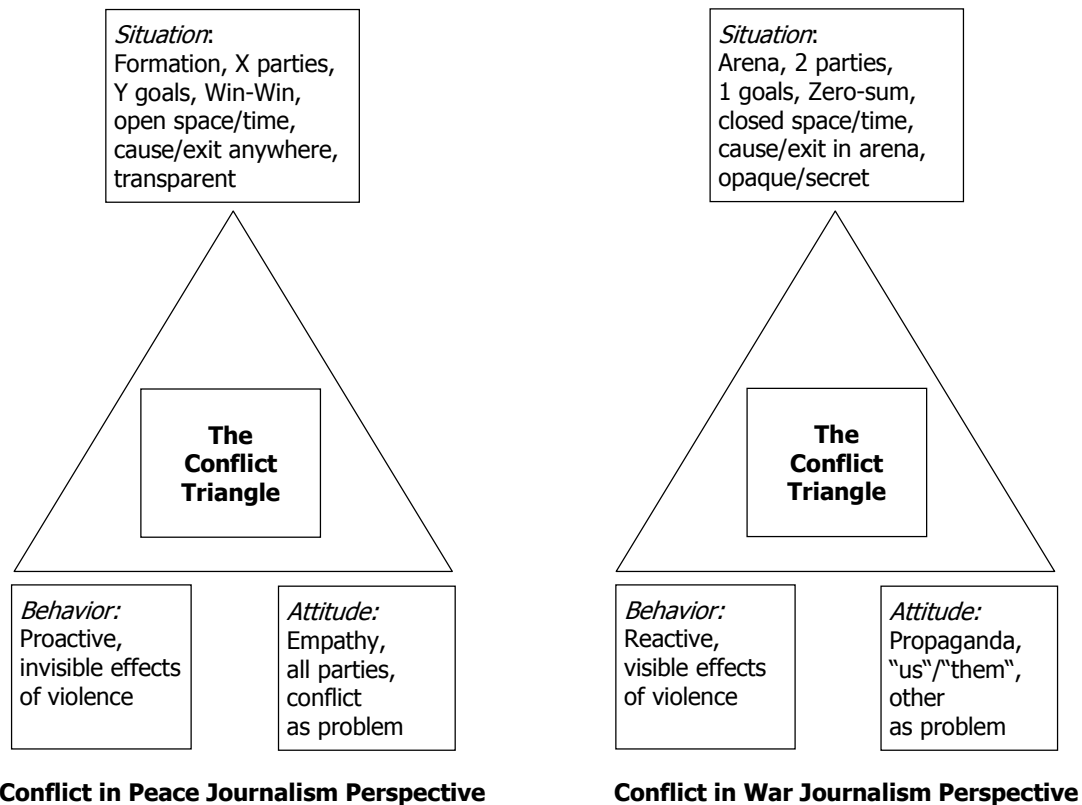 Situation:
Formation, X parties,
Y goals, Win-Win,
open space/time,
cause/exit anywhere,
transparent
The
Conflict
Triangle
Behavior:
Proactive,
invisible effects
of violence
Attitude:
Empathy,
all parties,
conflict
as problem
Conflict in Peace Journalism Perspective
Situation:
Arena, 2 parties,
1 goals, Zero-sum,
closed space/time,
cause/exit in arena,
opaque/secret
The
Conflict
Triangle
Behavior:
Reactive,
visible effects
of violence
Attitude:
Propaganda,
“us“/“them“,
other
as problem
Conflict in War Journalism Perspective